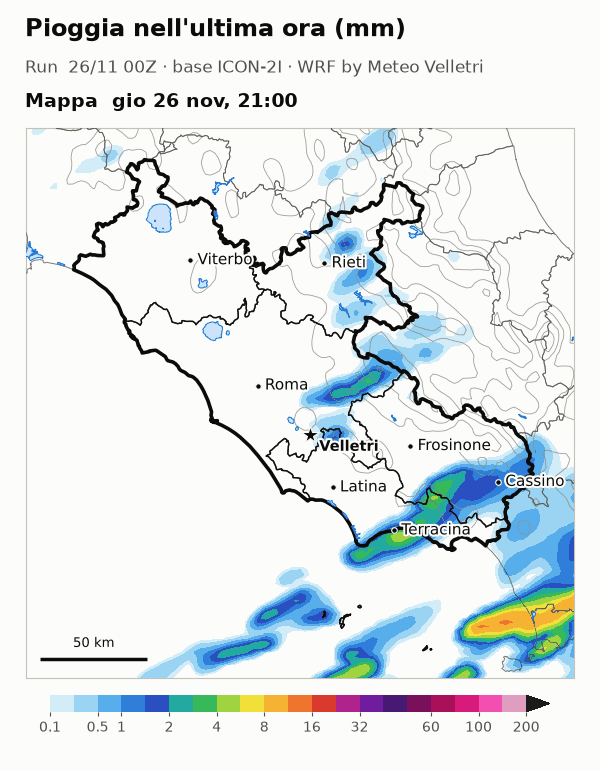 Pioggia nell'ultima ora (mm)
Run  26/11 00Z · base ICON-2I · WRF by Meteo Velletri
Mappa  gio 26 nov, 21:00
Viterbo
Rieti
Roma
Velletri
Frosinone
Cassino
Latina
Terracina
50 km
0.1 0.5 1 2 4 8 16 32 60 100 200